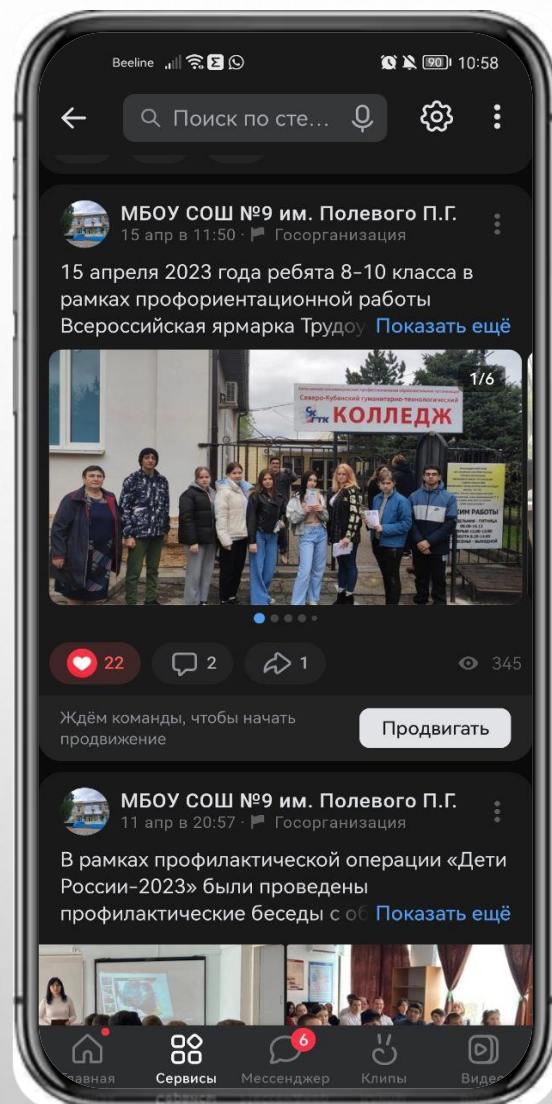 Beeline 90 10:58
Поиск по сте...
МБОУ СОШ №9 им. Полевого П.Г.
15 апр в 11:50 · Госорганизация
15 апреля 2023 года ребята 8-10 класса в
рамках профориентационной работы
Всероссийская ярмарка Трудоу Показать ещё
1/6
Северо-Кубанский гуманитарно-технологический
СКГТК КОЛЛЕДЖ
РЕЖИМ РАБОТЫ
22 2 1 345
Ждём команды, чтобы начать
продвижение
Продвигать
МБОУ СОШ №9 им. Полевого П.Г.
11 апр в 20:57 · Госорганизация
В рамках профилактической операции «Дети
России-2023» были проведены
профилактические беседы с об Показать ещё
6
Главная Сервисы Мессенджер Клипы Видео